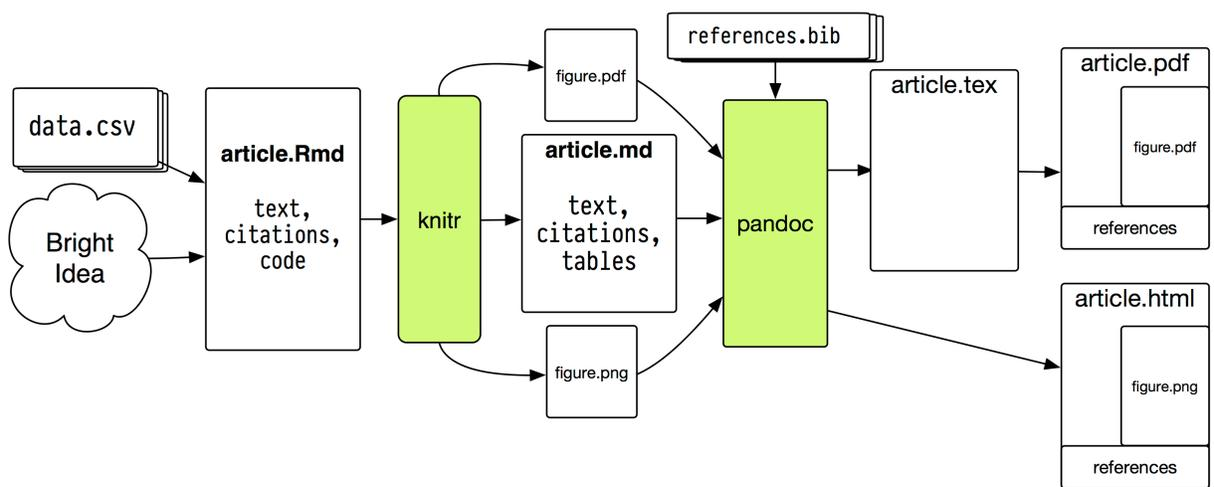 data.csv
Bright
Idea
article.Rmd
text,
citations,
code
knitr
figure.pdf
article.md
text,
citations,
tables
figure.png
references.bib
pandoc
article.tex
article.pdf
figure.pdf
references
article.html
figure.png
references